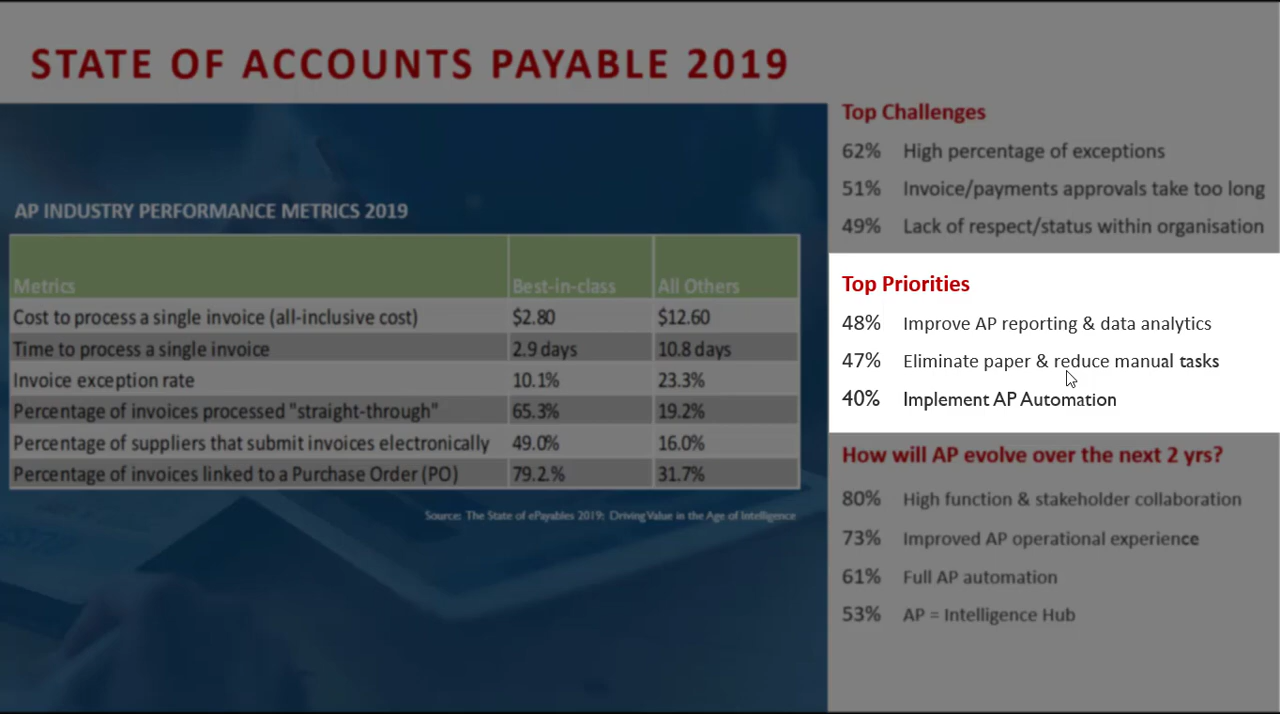 STATE OF ACCOUNTS PAYABLE 2019
AP INDUSTRY PERFORMANCE METRICS 2019
Metrics Best-in-class All Others
Cost to process a single invoice (all-inclusive cost) $2.80 $12.60
Time to process a single invoice 2.9 days 10.8 days
Invoice exception rate 10.1% 23.3%
Percentage of invoices processed "straight-through" 65.3% 19.2%
Percentage of suppliers that submit invoices electronically 49.0% 16.0%
Percentage of invoices linked to a Purchase Order (PO) 79.2.% 31.7%
Source: The State of ePayables 2019: Driving Value in the Age of Intelligence
Top Challenges
62% High percentage of exceptions
51% Invoice/payments approvals take too long
49% Lack of respect/status within organisation
Top Priorities
48% Improve AP reporting & data analytics
47% Eliminate paper & reduce manual tasks
40% Implement AP Automation
How will AP evolve over the next 2 yrs?
80% High function & stakeholder collaboration
73% Improved AP operational experience
61% Full AP automation
53% AP = Intelligence Hub